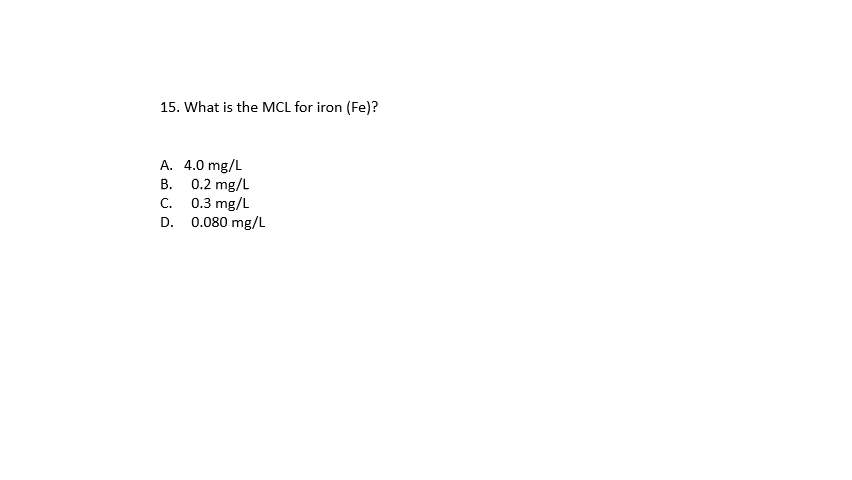 15. What is the MCL for iron (Fe)?
A. 4.0 mg/L
B. 0.2 mg/L
C. 0.3 mg/L
D. 0.080 mg/L